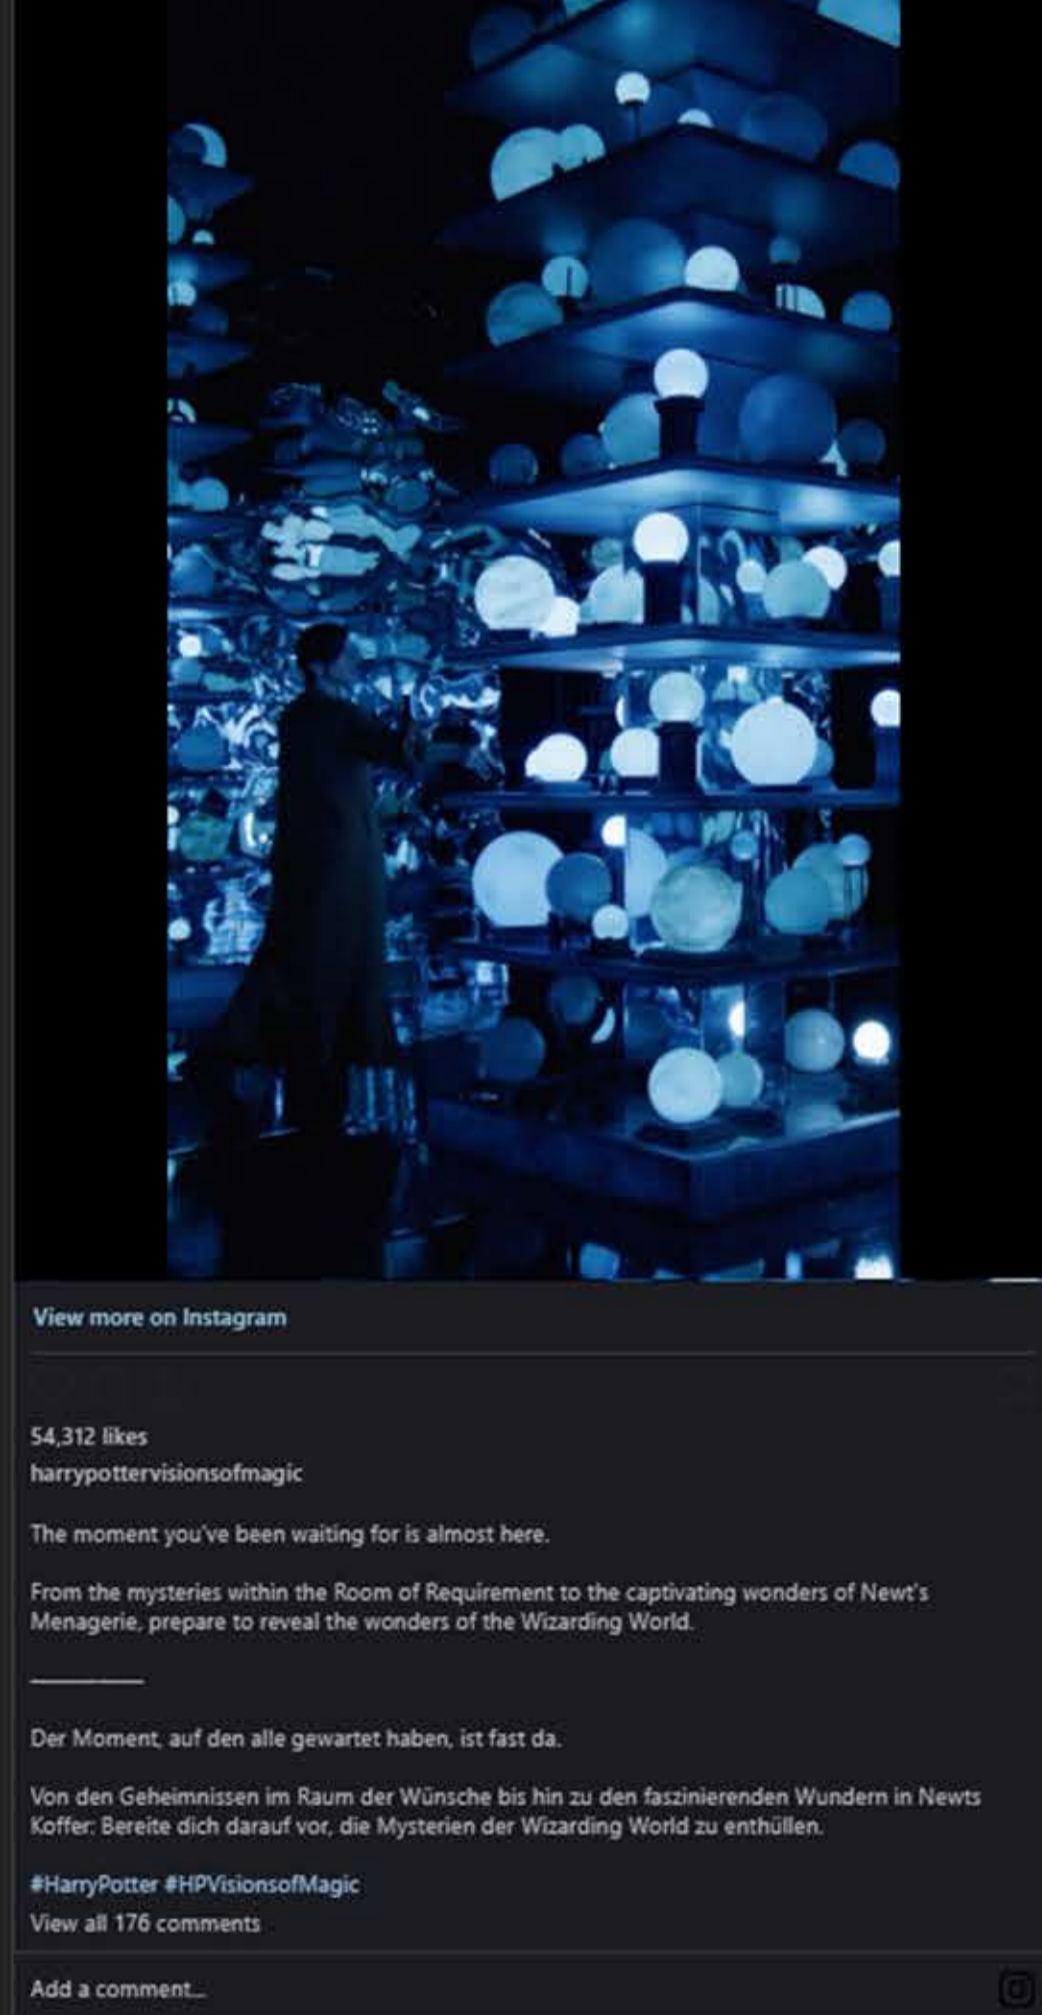 View more on Instagram
54,312 likes
harrypottervisionsofmagic
The moment you've been waiting for is almost here.
From the mysteries within the Room of Requirement to the captivating wonders of Newt's
Menagerie, prepare to reveal the wonders of the Wizarding World.
Der Moment, auf den alle gewartet haben, ist fast da.
Von den Geheimnissen im Raum der Wünsche bis hin zu den faszinierenden Wundern in Newts
Koffer: Bereite dich darauf vor, die Mysterien der Wizarding World zu enthüllen.
#HarryPotter #HPVisionsofMagic
View all 176 comments
Add a comment...